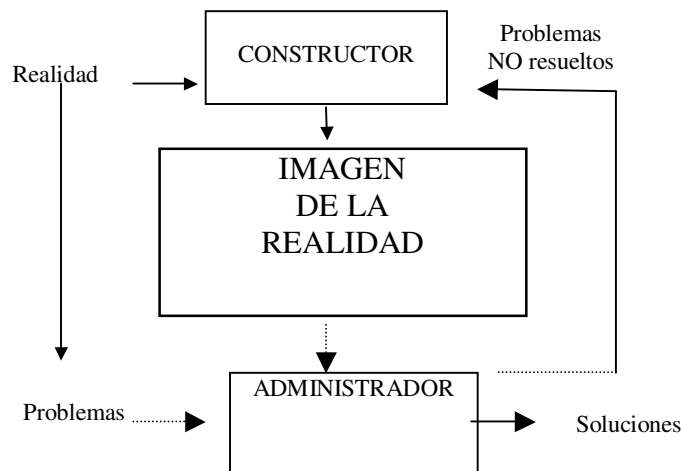 Problemas
NO resueltos
CONSTRUCTOR
Realidad
IMAGEN
DE LA
REALIDAD
ADMINISTRADOR
Problemas
Soluciones